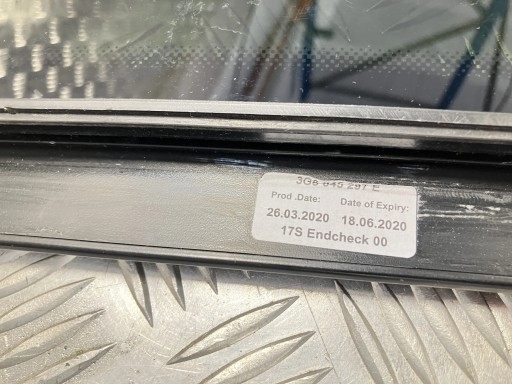 3G8 845 297 E
Prod .Date: Date of Expiry:
26.03.2020 18.06.2020
17S Endcheck 00